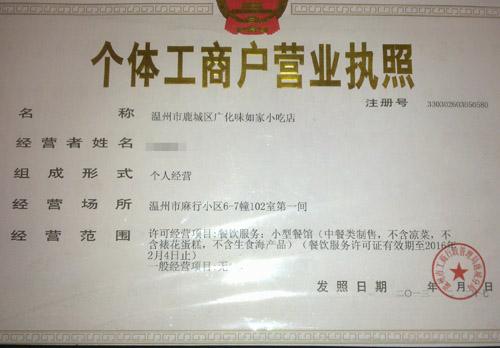 个体工商户营业执照
注册号 330302603050580
名称 温州市鹿城区广化味如家小吃店
经营者姓名
组成形式 个人经营
经营场所 温州市麻行小区6-7幢102室第一间
经营范围 许可经营项目:餐饮服务：小型餐馆（中餐类制售，不含凉菜，不
含裱花蛋糕，不含生食海产品）（餐饮服务许可证有效期至2016年
2月4日止）
一般经营项目:无
发照日期 二〇一三 年 月 日